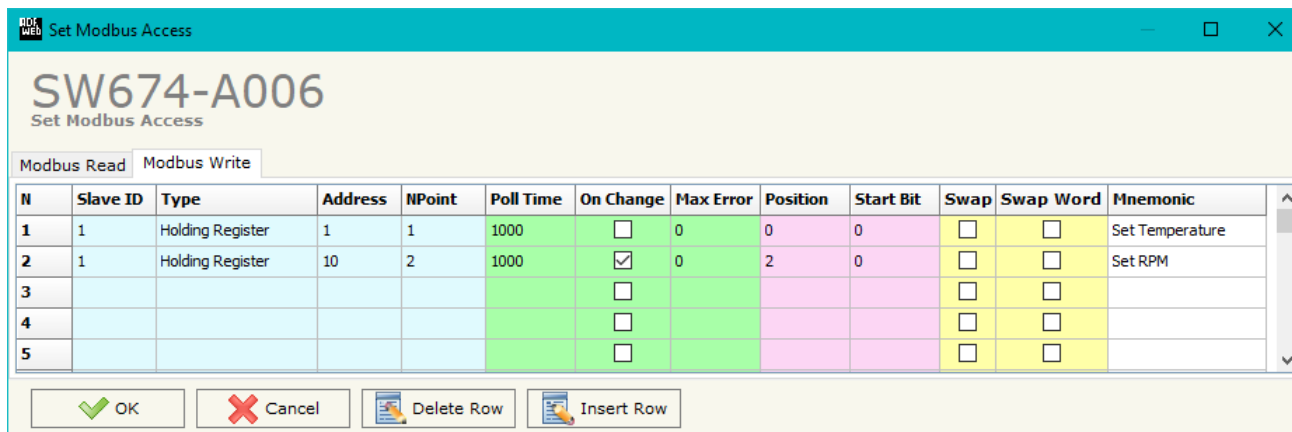 ADF WEB Set Modbus Access
SW674-A006
Set Modbus Access
Modbus Read Modbus Write
N Slave ID Type Address NPoint Poll Time On Change Max Error Position Start Bit Swap Swap Word Mnemonic
1 1 Holding Register 1 1 1000 0 0 0 Set Temperature
2 1 Holding Register 10 2 1000 0 2 0 Set RPM
3
4
5
OK Cancel Delete Row Insert Row